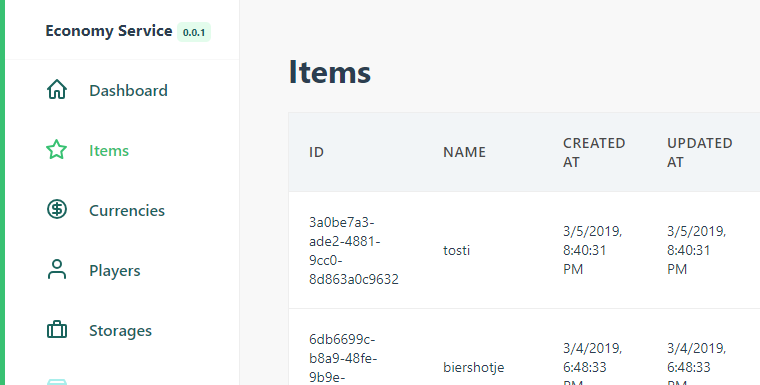 Economy Service 0.0.1
Dashboard
Items
Currencies
Players
Storages
Items
ID NAME CREATED AT UPDATED AT
3a0be7a3-
ade2-4881-
9cc0-
8d863a0c9632
tosti
3/5/2019,
8:40:31
PM
3/5/2019,
8:40:31
PM
6db6699c-
b8a9-48fe-
9b9e-
biershotje
3/4/2019,
6:48:33
PM
3/4/2019,
6:48:33
PM